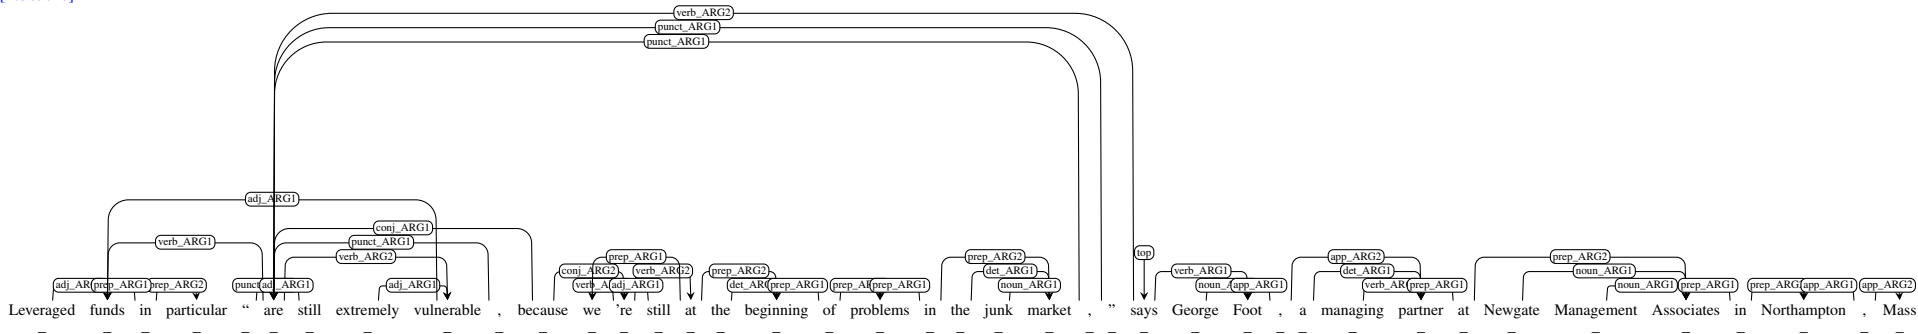 verb_ARG2
punct_ARG1
punct_ARG1
adj_ARG1
conj_ARG1
verb_ARG1 punct_ARG1
verb_ARG2 prep_ARG1 prep_ARG2 top app_ARG2 prep_ARG2
conj_ARG2 verb_ARG2 prep_ARG2 det_ARG1 verb_ARG1 det_ARG1 noun_ARG1
prep_ARG1 prep_ARG2 adj_ARG1 adj_ARG1 prep_ARG1 prep_ARG1 noun_ARG1 app_ARG1 prep_ARG1 noun_ARG1 prep_ARG1 app_ARG1 app_ARG2
Leveraged funds in particular “ are still extremely vulnerable , because we 're still at the beginning of problems in the junk market , ” says George Foot , a managing partner at Newgate Management Associates in Northampton , Mass